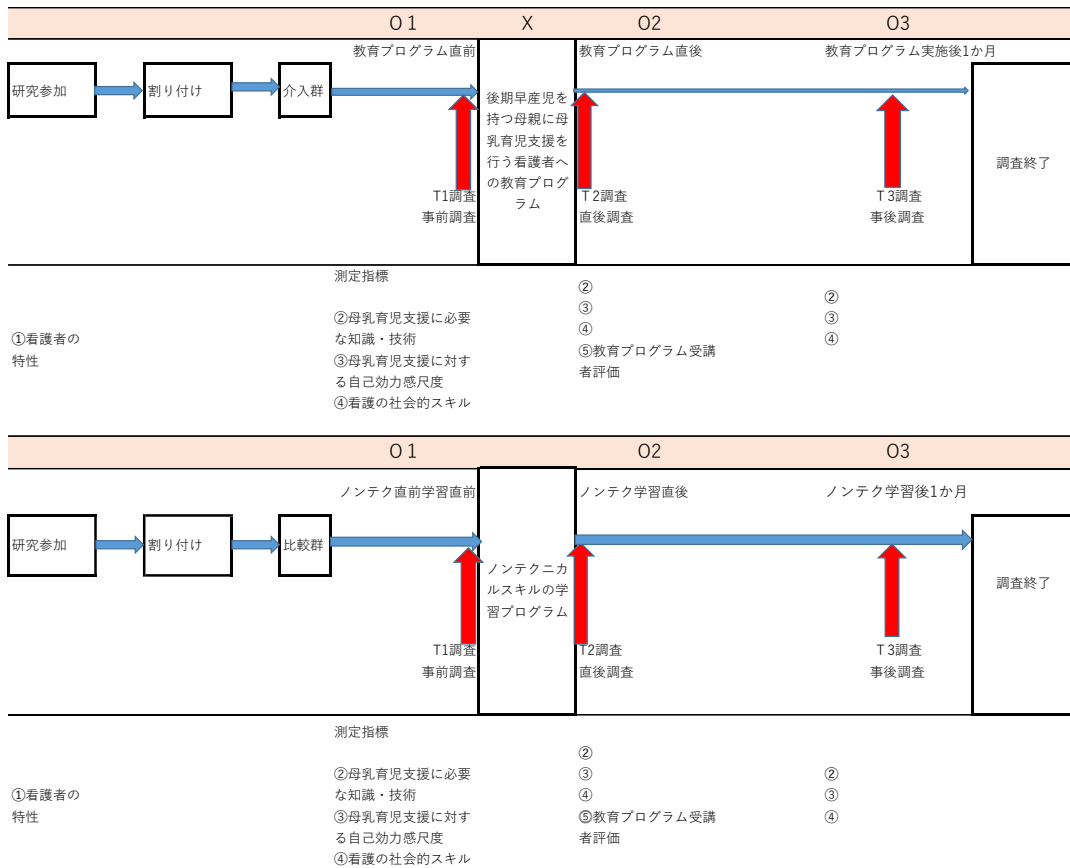 O 1 X O2 O3
教育プログラム直前 教育プログラム直後 教育プログラム実施後1か月
研究参加 割り付け 介入群
後期早産児を
持つ母親に母
乳育児支援を
行う看護者へ
の教育プログ
ラム
調査終了
T1調査 T 2調査 T 3調査
事前調査 直後調査 事後調査
①看護者の
特性
測定指標
②母乳育児支援に必要
な知識・技術
③母乳育児支援に対す
る自己効力感尺度
④看護の社会的スキル
②
③
④
⑤教育プログラム受講
者評価
②
③
④
O 1 O2 O3
ノンテク直前学習直前 ノンテク学習直後 ノンテク学習後1か月
研究参加 割り付け 比較群
ノンテクニカ
ルスキルの学
習プログラム
調査終了
T1調査 T2調査 T 3調査
事前調査 直後調査 事後調査
①看護者の
特性
測定指標
②母乳育児支援に必要
な知識・技術
③母乳育児支援に対す
る自己効力感尺度
④看護の社会的スキル
②
③
④
⑤教育プログラム受講
者評価
②
③
④